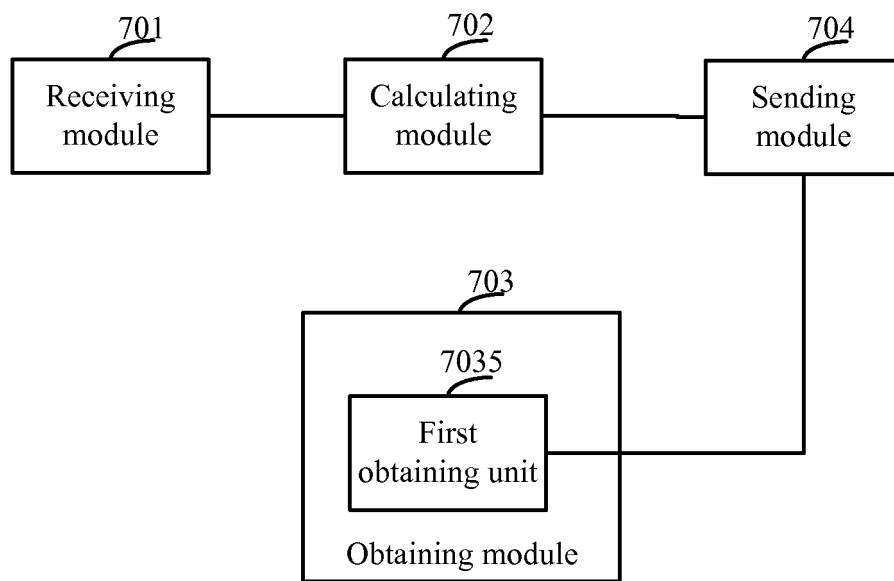 701
702
704
Receiving
module
Calculating
module
Sending
module
703
7035
First
obtaining unit
Obtaining module